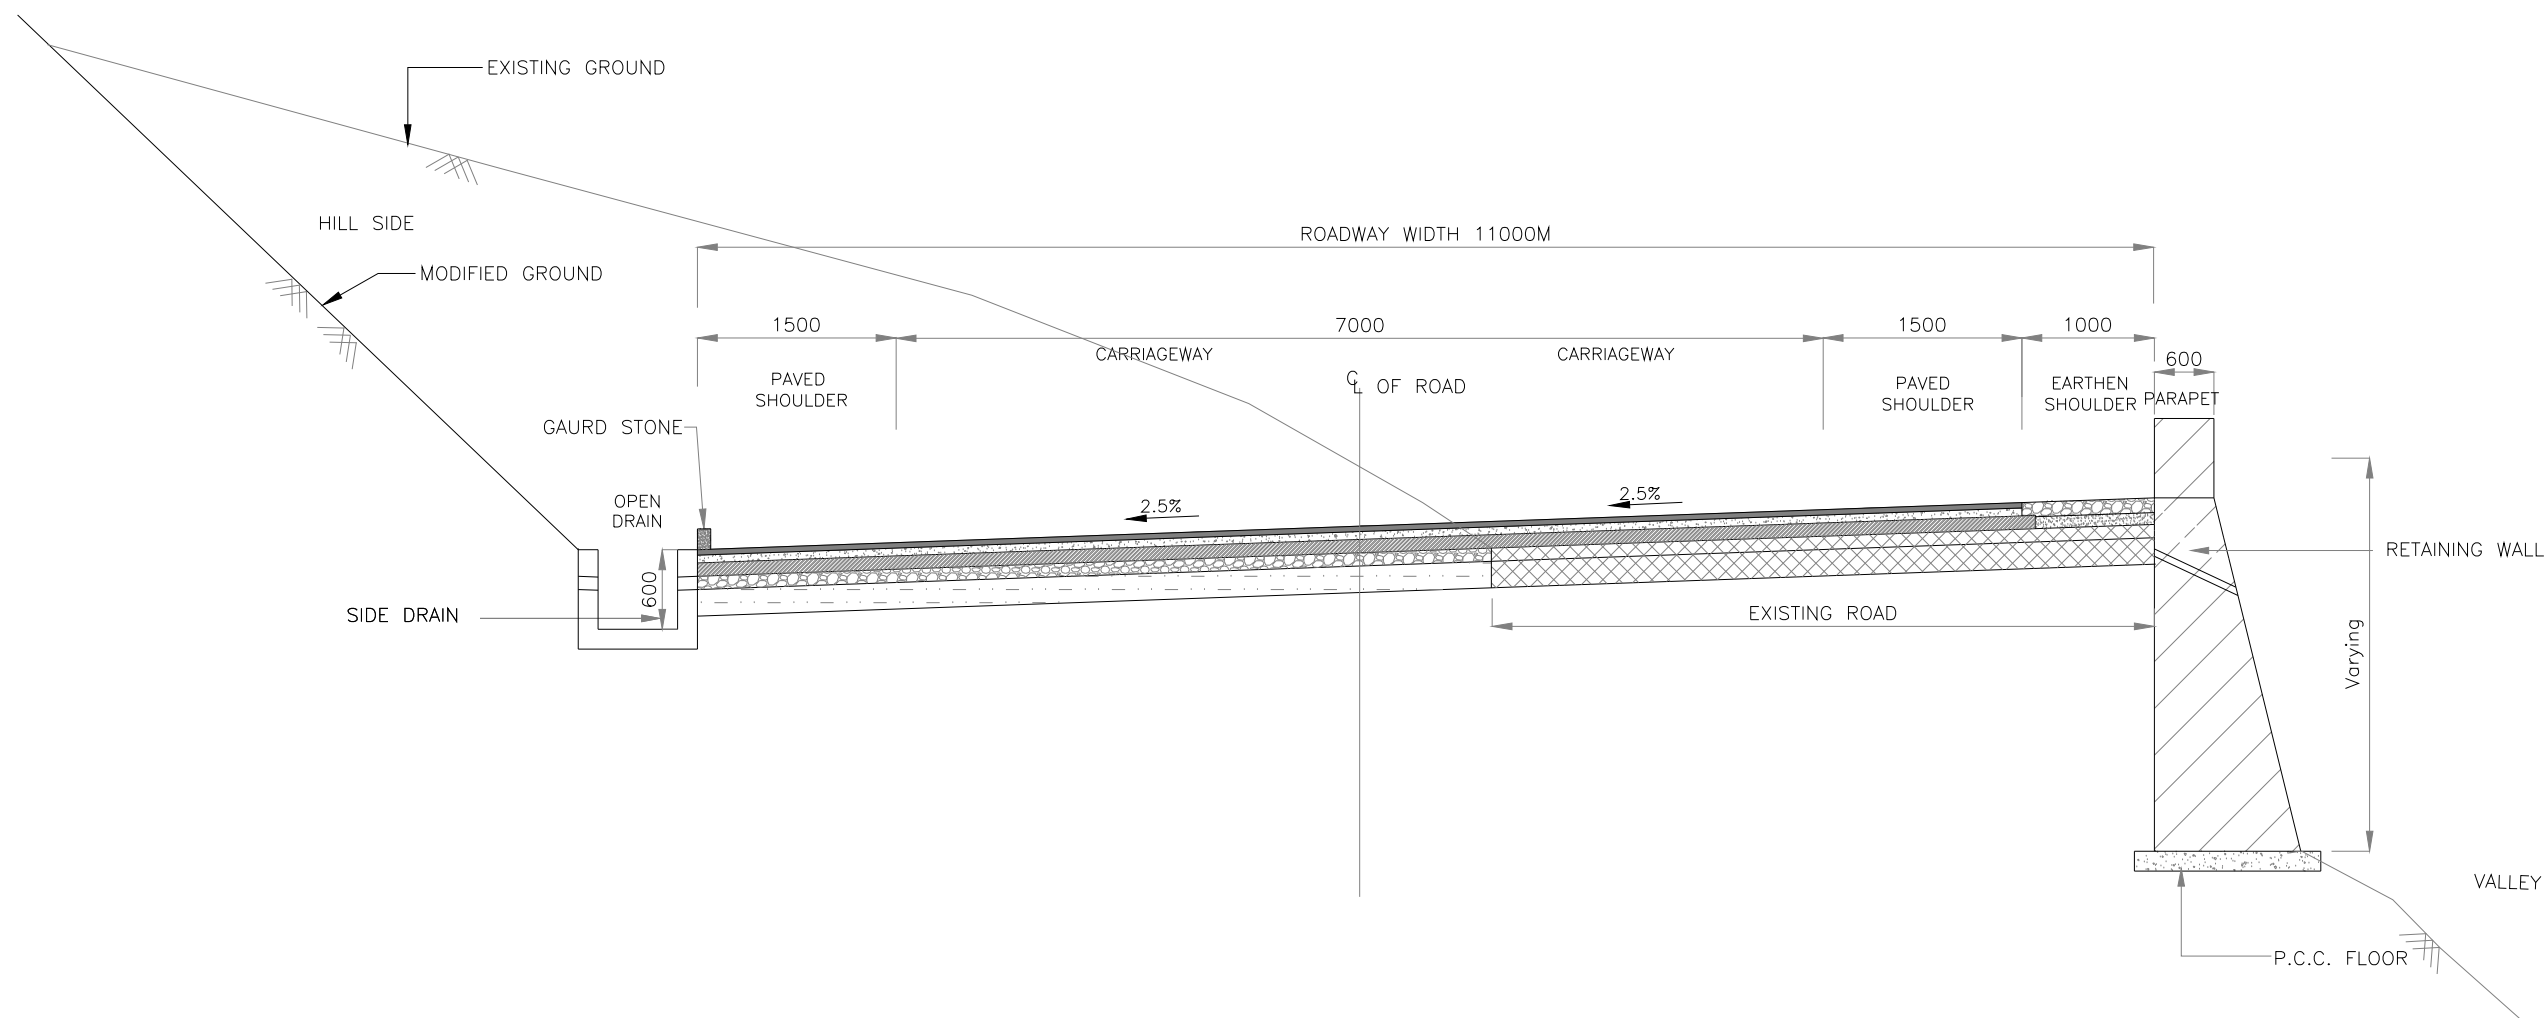 EXISTING GROUND
HILL SIDE
ROADWAY WIDTH 11000M
MODIFIED GROUND
1500
7000
1500
1000
CARRIAGEWAY
CARRIAGEWAY
600
PAVED
SHOULDER
℄ OF ROAD
PAVED
SHOULDER
EARTHEN
SHOULDER
PARAPET
GAURD STONE
OPEN
DRAIN
2.5%
2.5%
600
RETAINING WALL
SIDE DRAIN
EXISTING ROAD
Varying
VALLEY
P.C.C. FLOOR